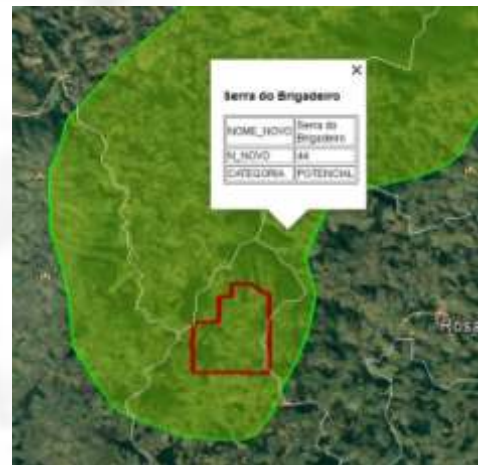 Serra do Brigadeiro
NOME_NOVO Serra do
Brigadeiro
N_NOVO 44
CATEGORIA POTENCIAL
Rosa